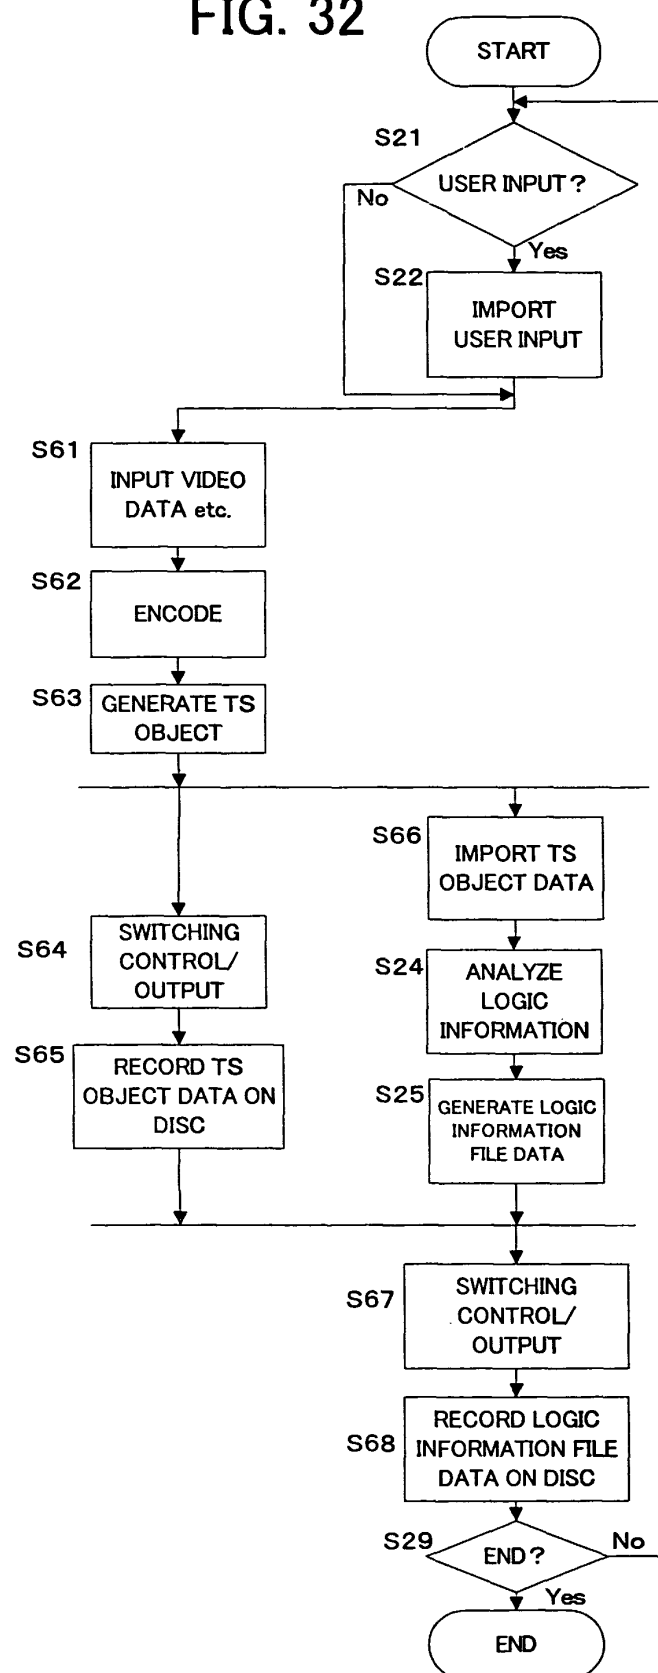 FIG. 32
START
S21
USER INPUT?
No
Yes
S22
IMPORT
USER INPUT
S61
INPUT VIDEO
DATA etc.
S62
ENCODE
S63
GENERATE TS
OBJECT
S66
IMPORT TS
OBJECT DATA
S64
SWITCHING
CONTROL/
OUTPUT
S24
ANALYZE
LOGIC
INFORMATION
S65
RECORD TS
OBJECT DATA ON
DISC
S25
GENERATE LOGIC
INFORMATION
FILE DATA
S67
SWITCHING
CONTROL/
OUTPUT
S68
RECORD LOGIC
INFORMATION FILE
DATA ON DISC
S29
END?
No
Yes
END